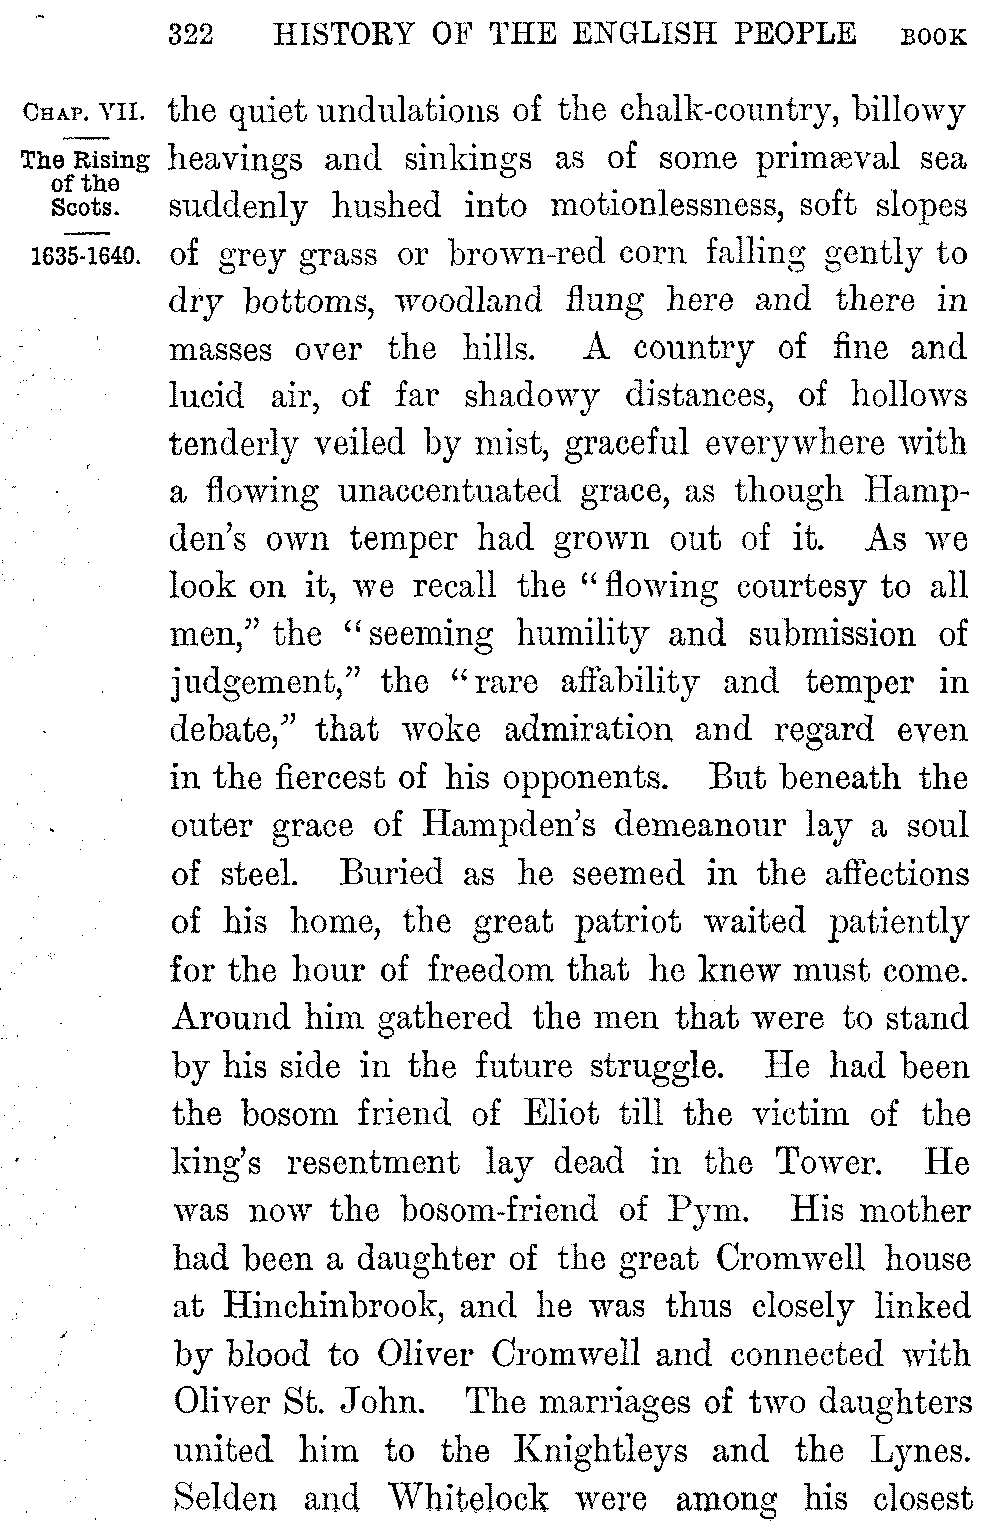 322 HISTORY OF THE ENGLISH PEOPLE BOOK
CHAP. VII.
The Rising
of the
Scots.
1635-1640.
the quiet undulations of the chalk-country, billowy
heavings and sinkings as of some primæval sea
suddenly hushed into motionlessness, soft slopes
of grey grass or brown-red corn falling gently to
dry bottoms, woodland flung here and there in
masses over the hills. A country of fine and
lucid air, of far shadowy distances, of hollows
tenderly veiled by mist, graceful everywhere with
a flowing unaccentuated grace, as though Hamp-
den's own temper had grown out of it. As we
look on it, we recall the "flowing courtesy to all
men," the "seeming humility and submission of
judgement," the "rare affability and temper in
debate," that woke admiration and regard even
in the fiercest of his opponents. But beneath the
outer grace of Hampden's demeanour lay a soul
of steel. Buried as he seemed in the affections
of his home, the great patriot waited patiently
for the hour of freedom that he knew must come.
Around him gathered the men that were to stand
by his side in the future struggle. He had been
the bosom friend of Eliot till the victim of the
king's resentment lay dead in the Tower. He
was now the bosom-friend of Pym. His mother
had been a daughter of the great Cromwell house
at Hinchinbrook, and he was thus closely linked
by blood to Oliver Cromwell and connected with
Oliver St. John. The marriages of two daughters
united him to the Knightleys and the Lynes.
Selden and Whitelock were among his closest